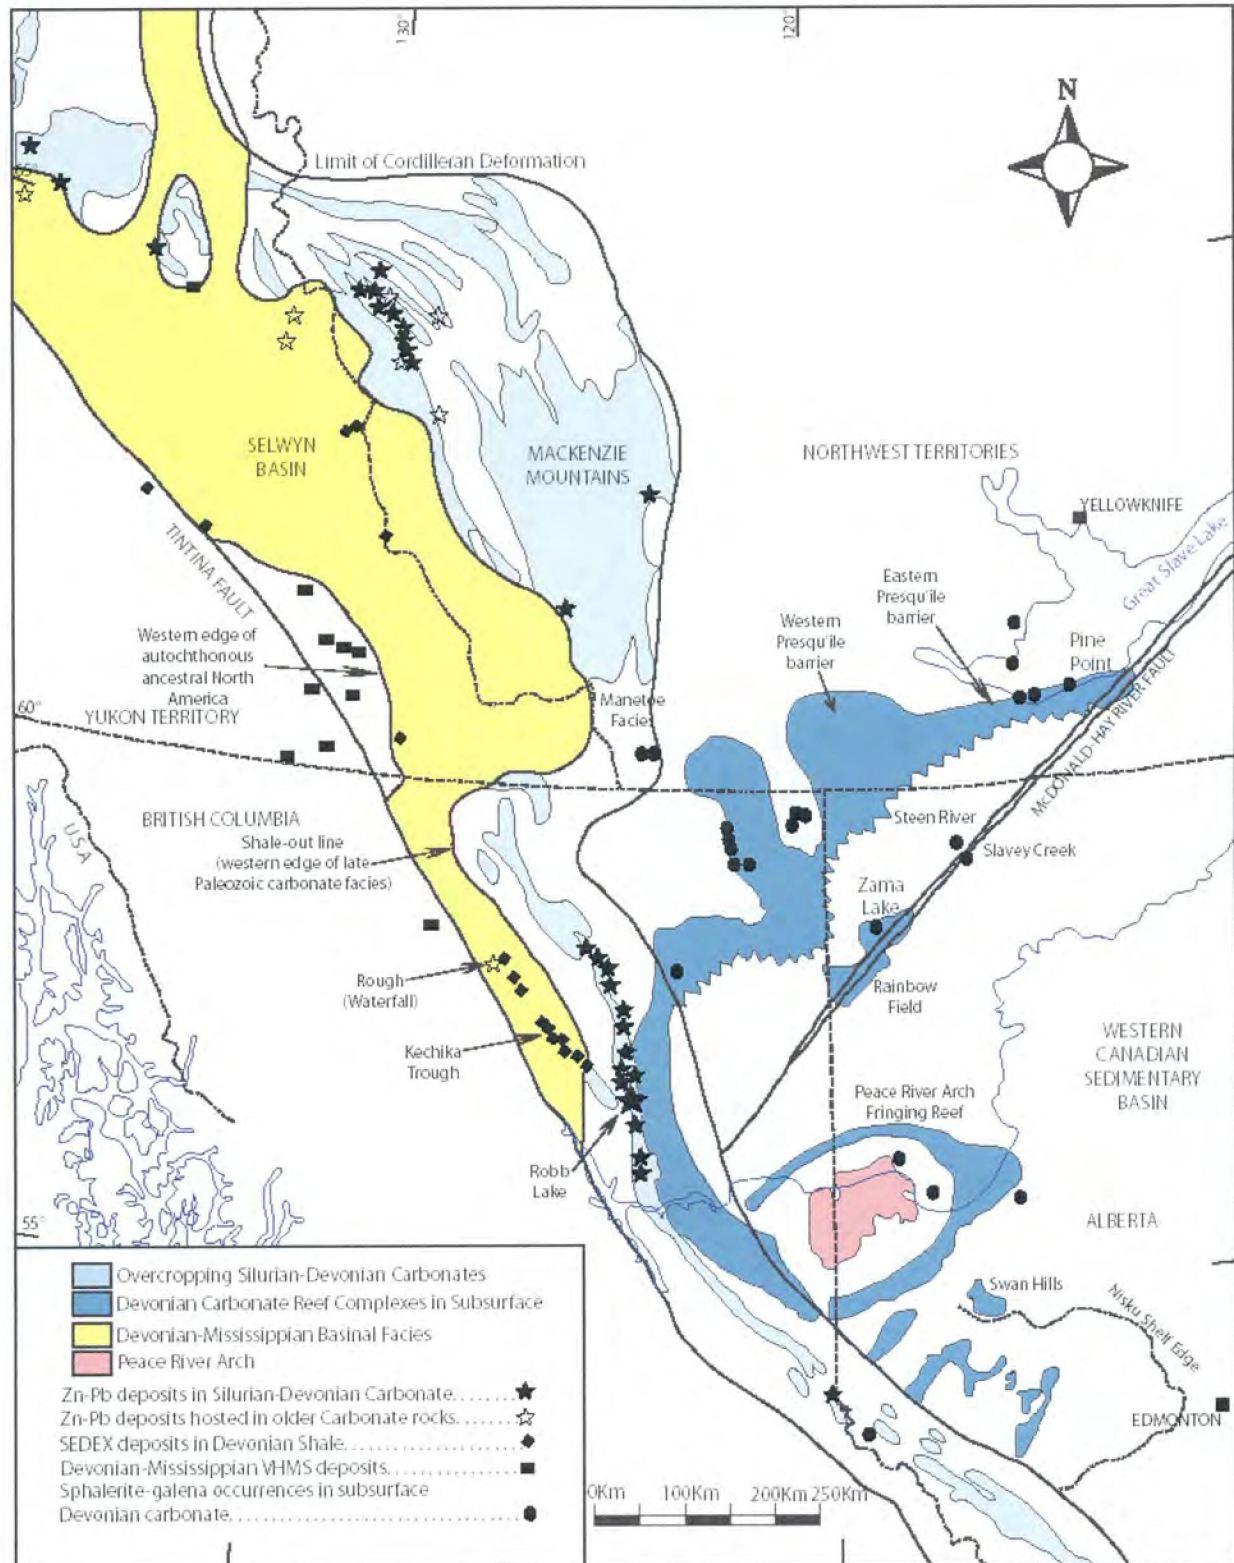 130°
120°
N
Limit of Cordilleran Deformation
65°
SELWYN
BASIN
MACKENZIE
MOUNTAINS
NORTHWEST TERRITORIES
YELLOWKNIFE
Great Slave Lake
TINTINA FAULT
Eastern
Presqu'ile
barrier
Western
Presqu'ile
barrier
Pine
Point
Western edge of
autochthonous
ancestral North
America
Manetoe
Facies
McDONALD-HAY RIVER FAULT
60°
YUKON TERRITORY
BRITISH COLUMBIA
U.S.A
Shale-out line
(western edge of late
Paleozoic carbonate facies)
Steen River
Slavey Creek
Zama
Lake
Rainbow
Field
Rough
(Waterfall)
Kechika
Trough
WESTERN
CANADIAN
SEDIMENTARY
BASIN
Peace River Arch
Fringing Reef
Robb
Lake
55°
ALBERTA
Swan Hills
Nisku Shelf Edge
EDMONTON
Overcropping Silurian-Devonian Carbonates
Devonian Carbonate Reef Complexes in Subsurface
Devonian-Mississippian Basinal Facies
Peace River Arch
Zn-Pb deposits in Silurian-Devonian Carbonate........
Zn-Pb deposits hosted in older Carbonate rocks........
SEDEX deposits in Devonian Shale........
Devonian-Mississippian VHMS deposits........
Sphalerite-galena occurrences in subsurface
Devonian carbonate........
0Km 100Km 200Km 250Km